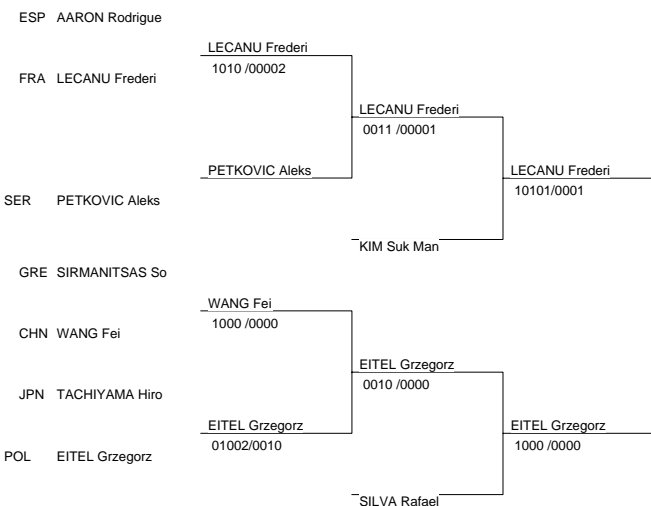 ESP AARON Rodrigue
LECANU Frederi
1010 /00002
FRA LECANU Frederi
LECANU Frederi
0011 /00001
PETKOVIC Aleks
LECANU Frederi
10101/0001
SER PETKOVIC Aleks
KIM Suk Man
GRE SIRMANITSAS So
WANG Fei
1000 /0000
CHN WANG Fei
EITEL Grzegorz
0010 /0000
JPN TACHIYAMA Hiro
EITEL Grzegorz
01002/0010
EITEL Grzegorz
1000 /0000
POL EITEL Grzegorz
SILVA Rafael